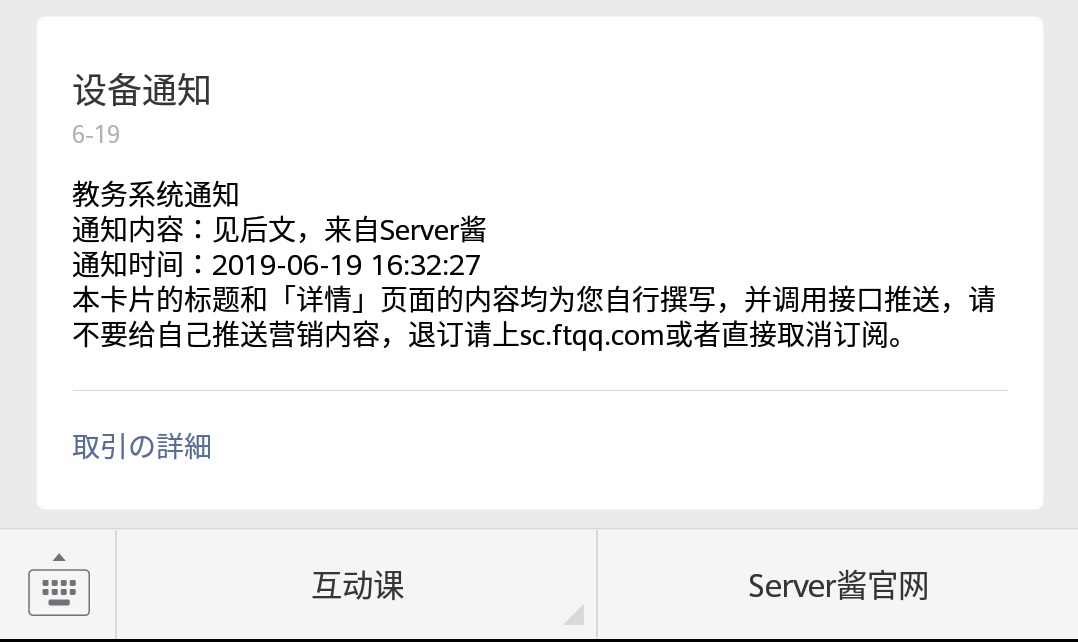 设备通知
6-19
教务系统通知
通知内容：见后文，来自Server酱
通知时间：2019-06-19 16:32:27
本卡片的标题和「详情」页面的内容均为您自行撰写，并调用接口推送，请
不要给自己推送营销内容，退订请上sc.ftqq.com或者直接取消订阅。
取引の詳細
互动课
Server酱官网